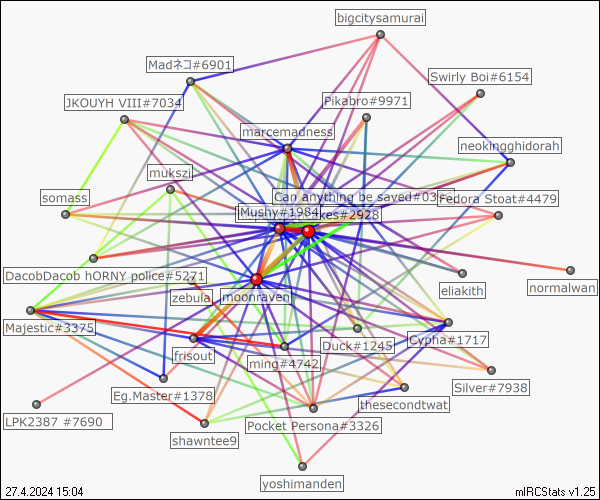 bigcitysamurai
Madネコ#6901
Swirly Boi#6154
JKOUYH VIII#7034
Pikabro#9971
marcemadness
neokingghidorah
mukszi
somass
Can anything be saved#03
Fedora Stoat#4479
Mushy#1984
kes#2928
DacobDacob hORNY police#5271
eliakith
normalwan
zebula
moonraven
Majestic#3375
Cypha#1717
Duck#1245
frisout
ming#4742
Silver#7938
Eg.Master#1378
thesecondtwat
LPK2387 #7690
Pocket Persona#3326
shawntee9
yoshimanden
27.4.2024 15:04
mIRCStats v1.25